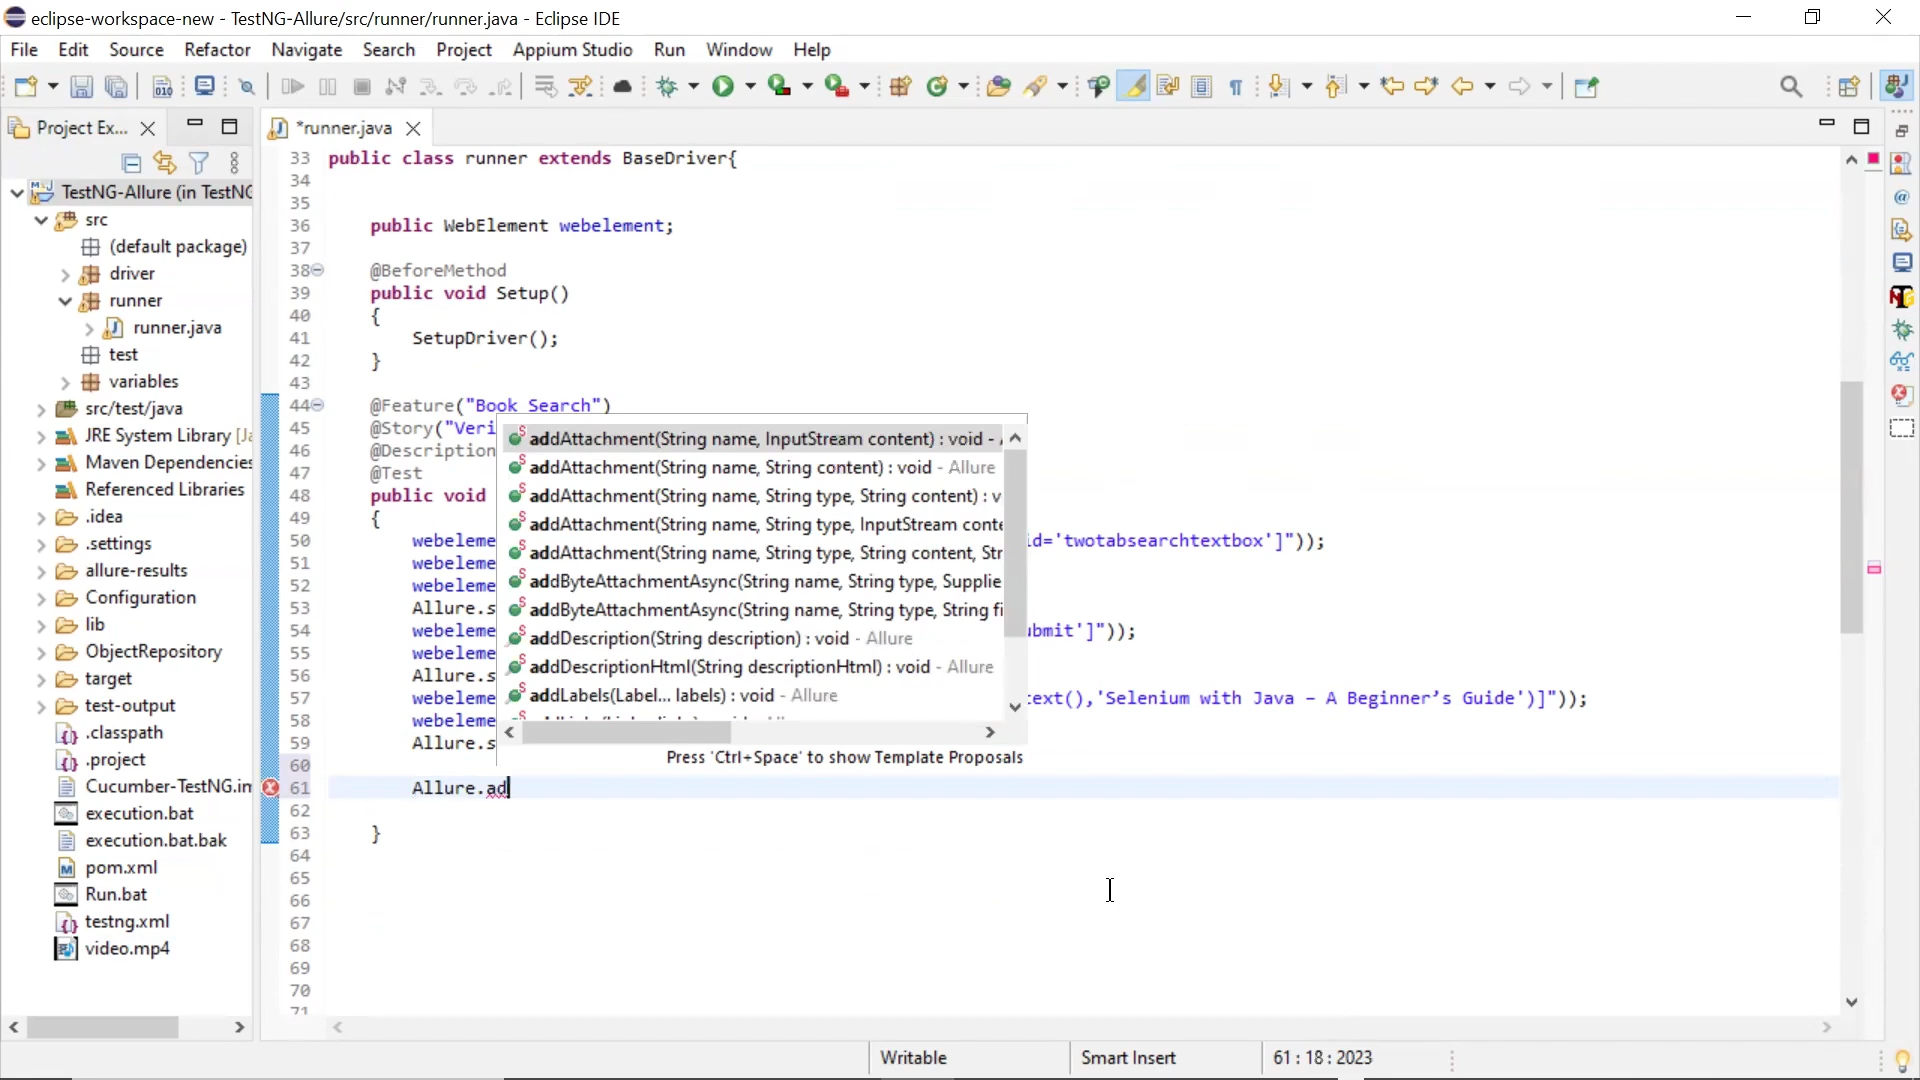 eclipse-workspace-new - TestNG-Allure/src/runner/runner.java - Eclipse IDE
File Edit Source Refactor Navigate Search Project Appium Studio Run Window Help
Project Ex...
TestNG-Allure (in TestNG
src
(default package)
driver
runner
runner.java
test
variables
src/test/java
JRE System Library [Ja
Maven Dependencies
Referenced Libraries
.idea
.settings
allure-results
Configuration
lib
ObjectRepository
target
test-output
.classpath
.project
Cucumber-TestNG.im
execution.bat
execution.bat.bak
pom.xml
Run.bat
testng.xml
video.mp4
*runner.java
33 public class runner extends BaseDriver{
34
35
36 public WebElement webelement;
37
38 @BeforeMethod
39 public void Setup()
40 {
41 SetupDriver();
42 }
43
44 @Feature("Book Search")
45 @Story("Veri
46 @Description
47 @Test
48 public void
49 {
50 webeleme id='twotabsearchtextbox']"));
51 webeleme
52 webeleme
53 Allure.s
54 webeleme ubmit']"));
55 webeleme
56 Allure.s
57 webeleme text(),'Selenium with Java – A Beginner’s Guide')]"));
58 webeleme
59 Allure.s
60
61 Allure.ad
62
63 }
64
65
66
67
68
69
70
71
addAttachment(String name, InputStream content) : void - A
addAttachment(String name, String content) : void - Allure
addAttachment(String name, String type, String content) : v
addAttachment(String name, String type, InputStream conte
addAttachment(String name, String type, String content, Str
addByteAttachmentAsync(String name, String type, Supplie
addByteAttachmentAsync(String name, String type, String fi
addDescription(String description) : void - Allure
addDescriptionHtml(String descriptionHtml) : void - Allure
addLabels(Label... labels) : void - Allure
Press 'Ctrl+Space' to show Template Proposals
Writable Smart Insert 61 : 18 : 2023